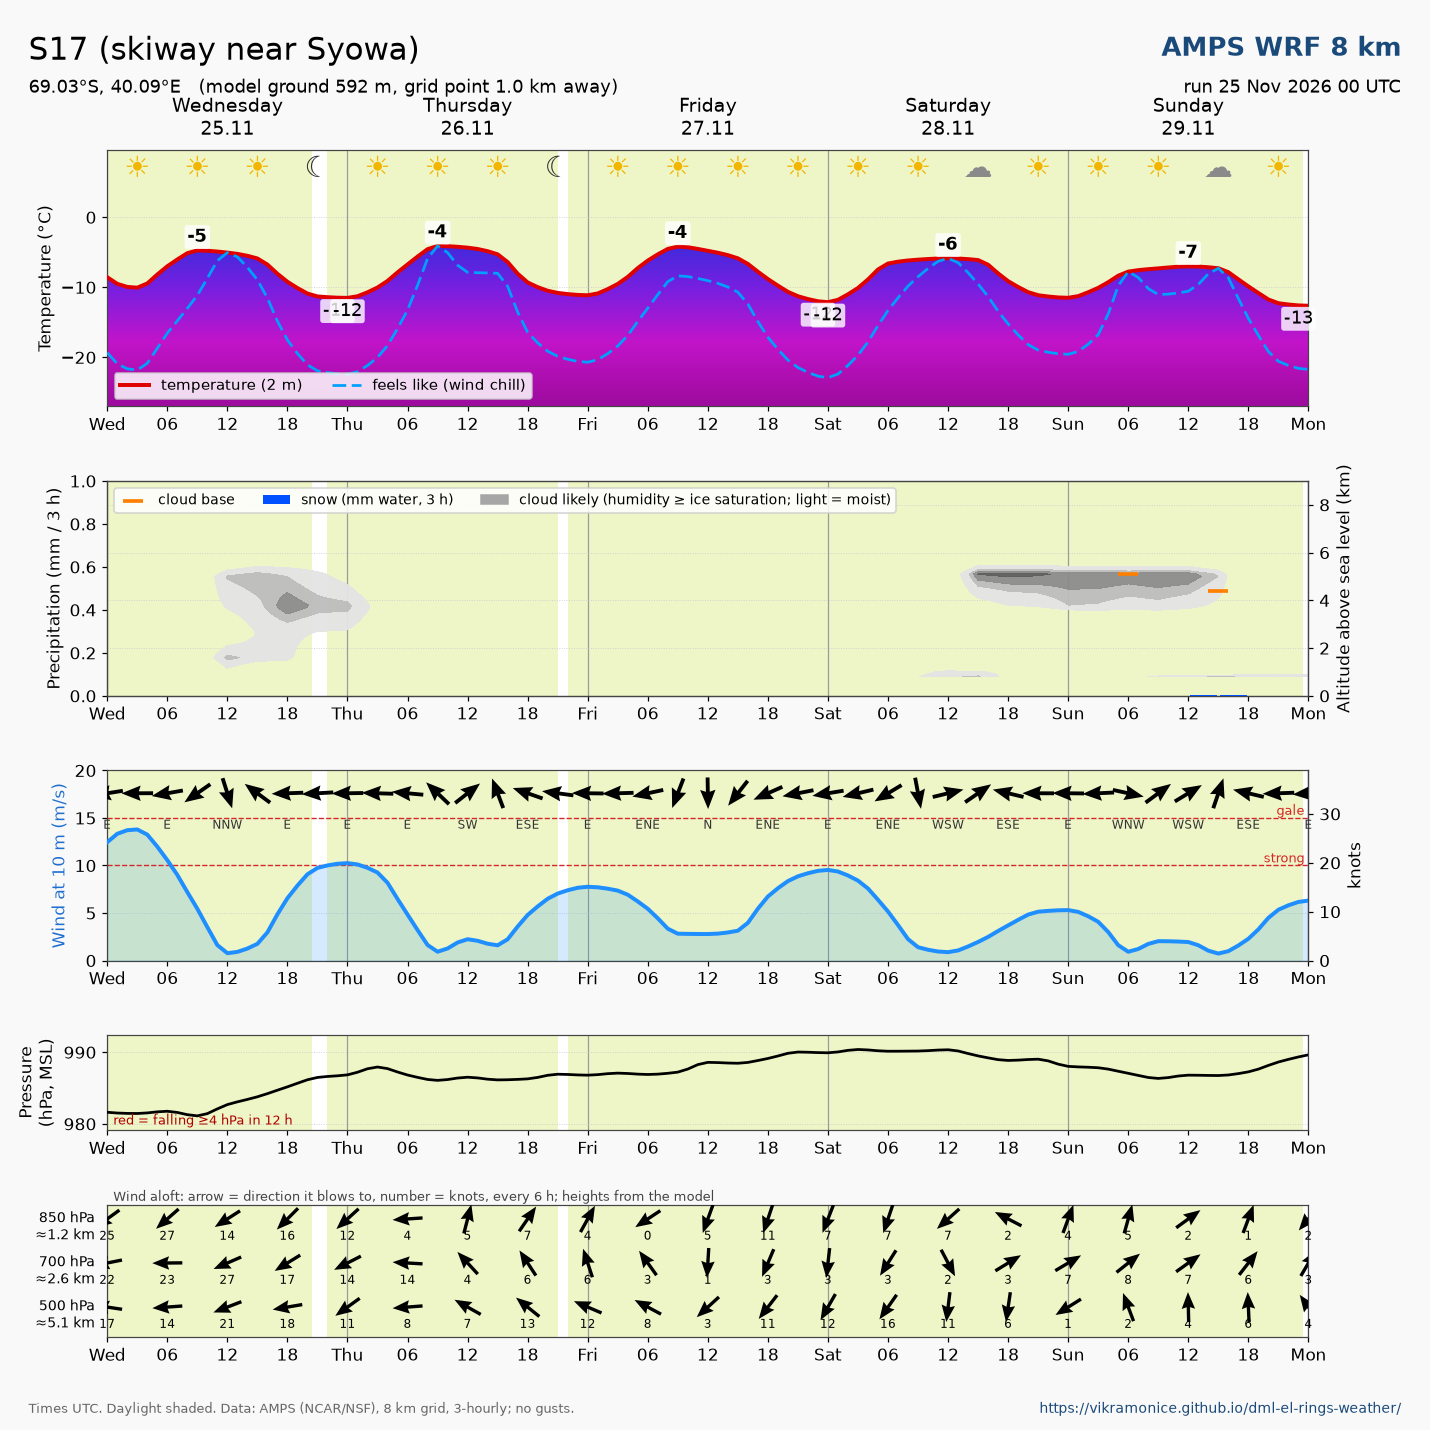 S17 (skiway near Syowa)
AMPS WRF 8 km
69.03°S, 40.09°E   (model ground 592 m, grid point 1.0 km away)
run 25 Nov 2026 00 UTC
Wednesday Thursday Friday Saturday Sunday
25.11 26.11 27.11 28.11 29.11
Temperature (°C)
0
−10
−20
-5 -4 -4 -6 -7
-12 -12 -13
temperature (2 m) feels like (wind chill)
Wed 06 12 18 Thu 06 12 18 Fri 06 12 18 Sat 06 12 18 Sun 06 12 18 Mon
Precipitation (mm / 3 h)
1.0
0.8
0.6
0.4
0.2
0.0
cloud base snow (mm water, 3 h) cloud likely (humidity ≥ ice saturation; light = moist)
Altitude above sea level (km)
8
6
4
2
0
Wed 06 12 18 Thu 06 12 18 Fri 06 12 18 Sat 06 12 18 Sun 06 12 18 Mon
Wind at 10 m (m/s)
20
15
10
5
0
gale
E E NNW E E E SW ESE E ENE N ENE E ENE WSW ESE E WNW WSW ESE E
strong
knots
30
20
10
0
Wed 06 12 18 Thu 06 12 18 Fri 06 12 18 Sat 06 12 18 Sun 06 12 18 Mon
Pressure
(hPa, MSL)
990
980
red = falling ≥4 hPa in 12 h
Wed 06 12 18 Thu 06 12 18 Fri 06 12 18 Sat 06 12 18 Sun 06 12 18 Mon
Wind aloft: arrow = direction it blows to, number = knots, every 6 h; heights from the model
850 hPa
≈1.2 km 25 27 14 16 12 4 5 7 4 0 5 11 7 7 7 2 4 5 2 1 2
700 hPa
≈2.6 km 22 23 27 17 14 14 4 6 6 3 1 3 3 3 2 3 7 8 7 6 3
500 hPa
≈5.1 km 17 14 21 18 11 8 7 13 12 8 3 11 12 16 11 6 1 2 4 6 4
Wed 06 12 18 Thu 06 12 18 Fri 06 12 18 Sat 06 12 18 Sun 06 12 18 Mon
Times UTC. Daylight shaded. Data: AMPS (NCAR/NSF), 8 km grid, 3-hourly; no gusts.
https://vikramonice.github.io/dml-el-rings-weather/